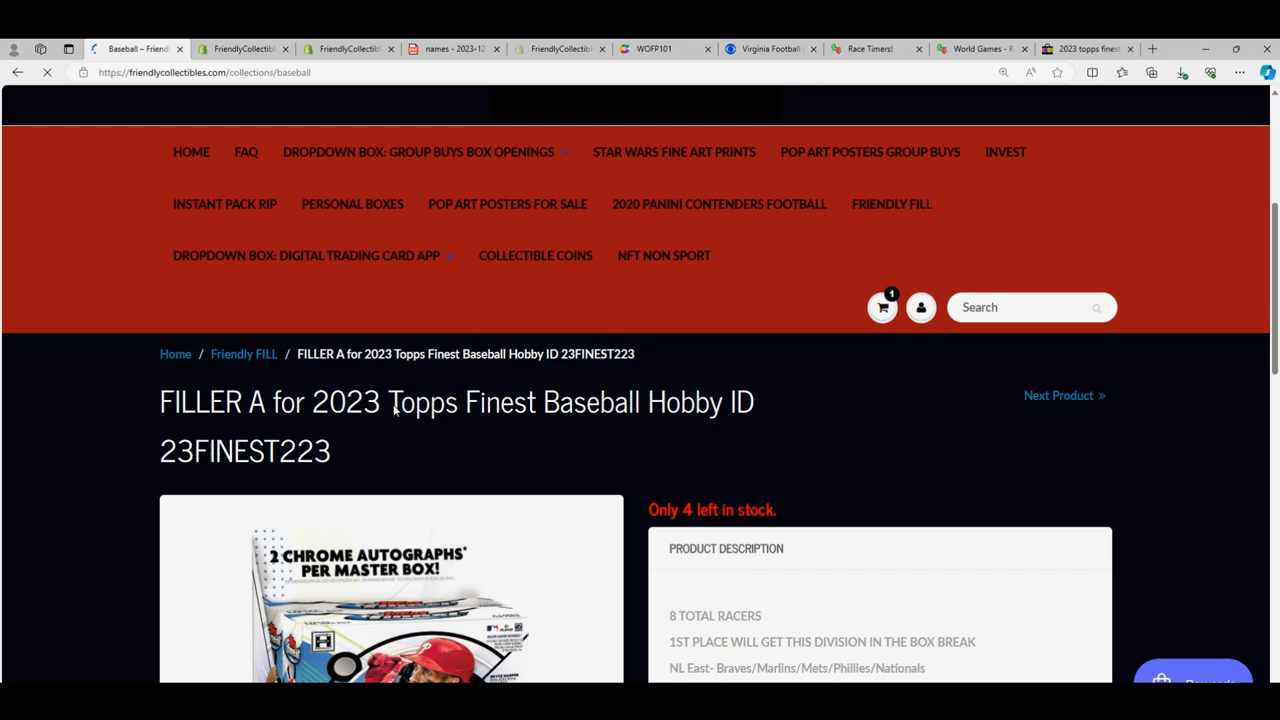 Baseball – Friendl
FriendlyCollectibl
FriendlyCollectibl
names - 2023-12
FriendlyCollectibl
WOFP101
Virginia Football
Race Timers!
World Games - R
2023 topps finest
https://friendlycollectibles.com/collections/baseball
HOME FAQ DROPDOWN BOX: GROUP BUYS BOX OPENINGS STAR WARS FINE ART PRINTS POP ART POSTERS GROUP BUYS INVEST
INSTANT PACK RIP PERSONAL BOXES POP ART POSTERS FOR SALE 2020 PANINI CONTENDERS FOOTBALL FRIENDLY FILL
DROPDOWN BOX: DIGITAL TRADING CARD APP COLLECTIBLE COINS NFT NON SPORT
1
Search
Home / Friendly FILL / FILLER A for 2023 Topps Finest Baseball Hobby ID 23FINEST223
FILLER A for 2023 Topps Finest Baseball Hobby ID
23FINEST223
Next Product »
Only 4 left in stock.
PRODUCT DESCRIPTION
8 TOTAL RACERS
1ST PLACE WILL GET THIS DIVISION IN THE BOX BREAK
NL East- Braves/Marlins/Mets/Phillies/Nationals
2 CHROME AUTOGRAPHS*
PER MASTER BOX!
H
Rewards